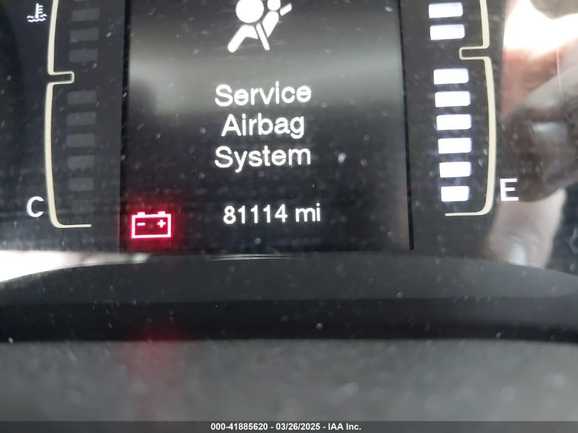 Service
Airbag
System
C
E
81114 mi
000-41885620 - 03/26/2025 - IAA Inc.